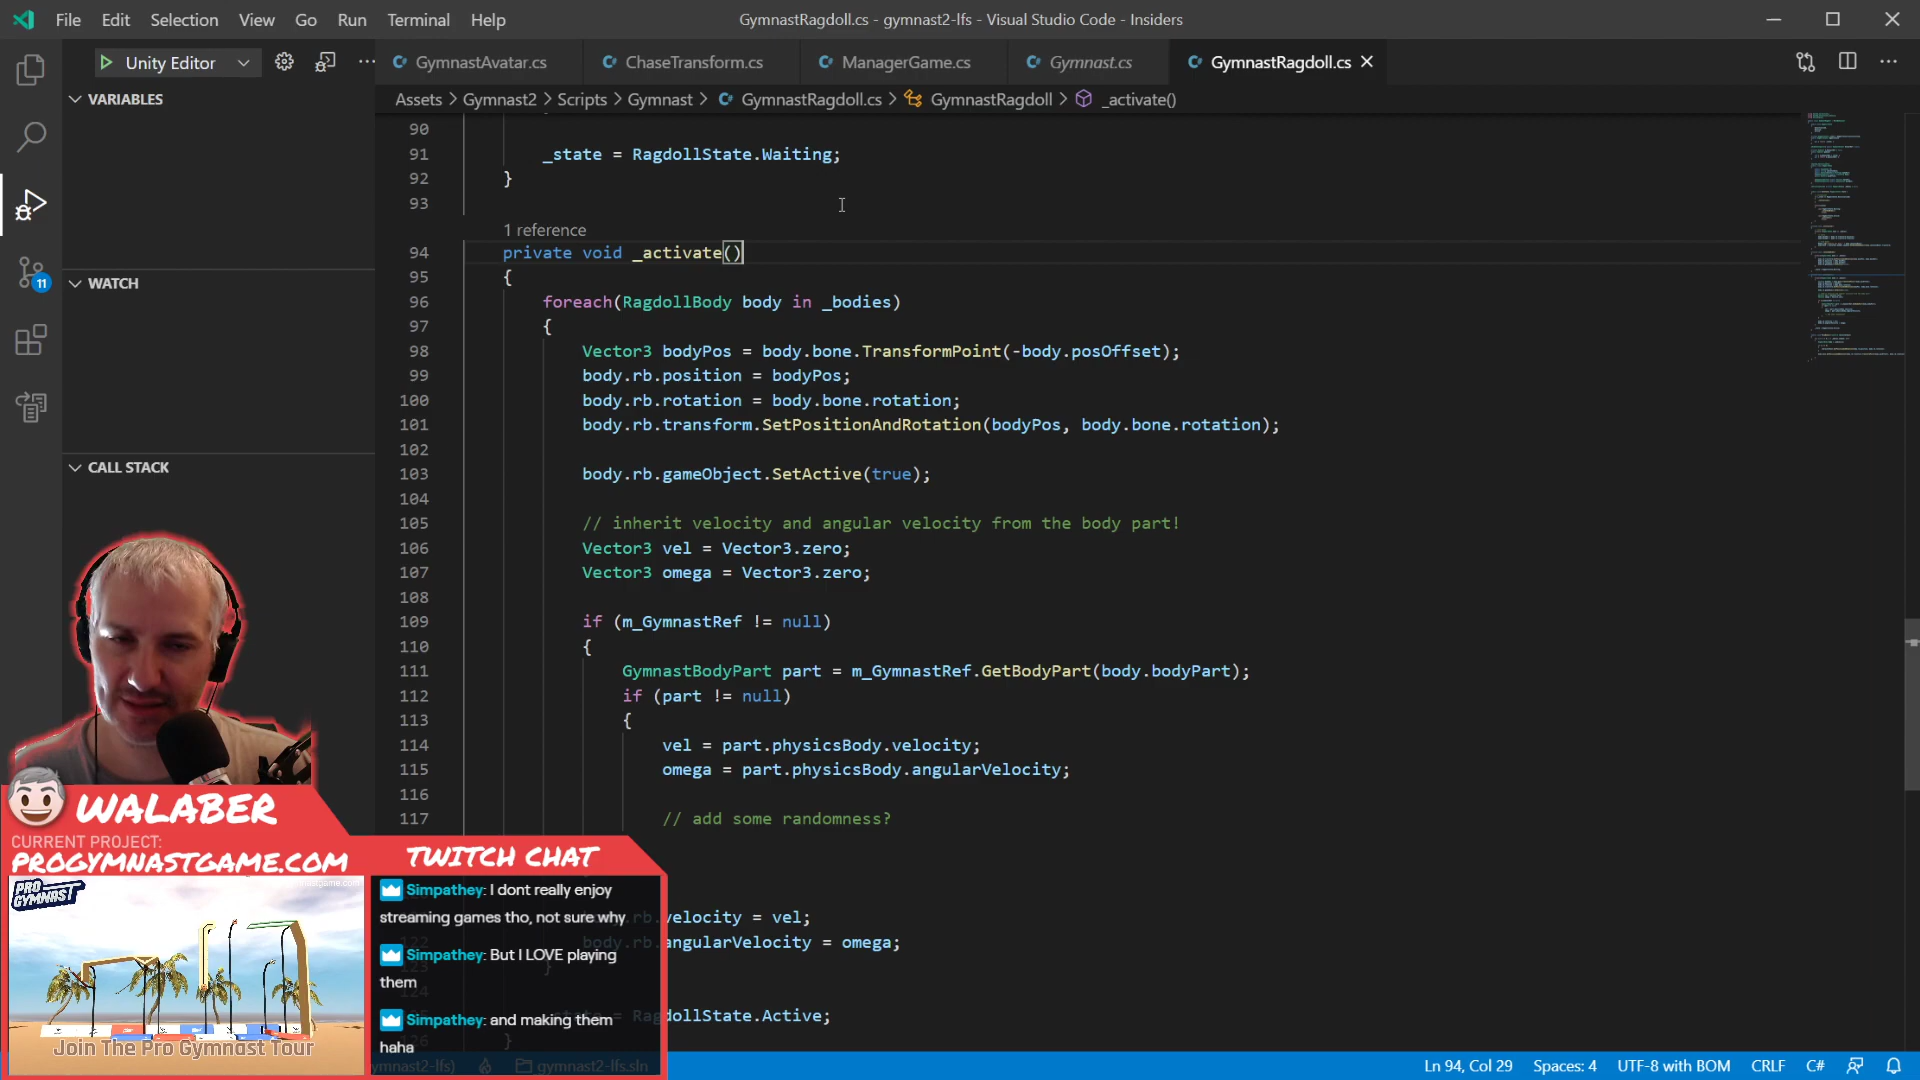 File Edit Selection View Go Run Terminal Help
GymnastRagdoll.cs - gymnast2-lfs - Visual Studio Code - Insiders
Unity Editor
GymnastAvatar.cs
ChaseTransform.cs
ManagerGame.cs
Gymnast.cs
GymnastRagdoll.cs
VARIABLES
WATCH
CALL STACK
11
Assets > Gymnast2 > Scripts > Gymnast > GymnastRagdoll.cs > GymnastRagdoll > _activate()
90
91 _state = RagdollState.Waiting;
92 }
93
1 reference
94 private void _activate()
95 {
96 foreach(RagdollBody body in _bodies)
97 {
98 Vector3 bodyPos = body.bone.TransformPoint(-body.posOffset);
99 body.rb.position = bodyPos;
100 body.rb.rotation = body.bone.rotation;
101 body.rb.transform.SetPositionAndRotation(bodyPos, body.bone.rotation);
102
103 body.rb.gameObject.SetActive(true);
104
105 // inherit velocity and angular velocity from the body part!
106 Vector3 vel = Vector3.zero;
107 Vector3 omega = Vector3.zero;
108
109 if (m_GymnastRef != null)
110 {
111 GymnastBodyPart part = m_GymnastRef.GetBodyPart(body.bodyPart);
112 if (part != null)
113 {
114 vel = part.physicsBody.velocity;
115 omega = part.physicsBody.angularVelocity;
116
117 // add some randomness?
.rb.velocity = vel;
body.rb.angularVelocity = omega;
}
= RagdollState.Active;
}
WALABER
CURRENT PROJECT:
PROGYMNASTGAME.COM
PRO GYMNAST
Join The Pro Gymnast Tour
TWITCH CHAT
Simpathey: I dont really enjoy
streaming games tho, not sure why
Simpathey: But I LOVE playing
them
Simpathey: and making them
haha
ymnast2-lfs)
gymnast2-lfs.sln
Ln 94, Col 29
Spaces: 4
UTF-8 with BOM
CRLF
C#